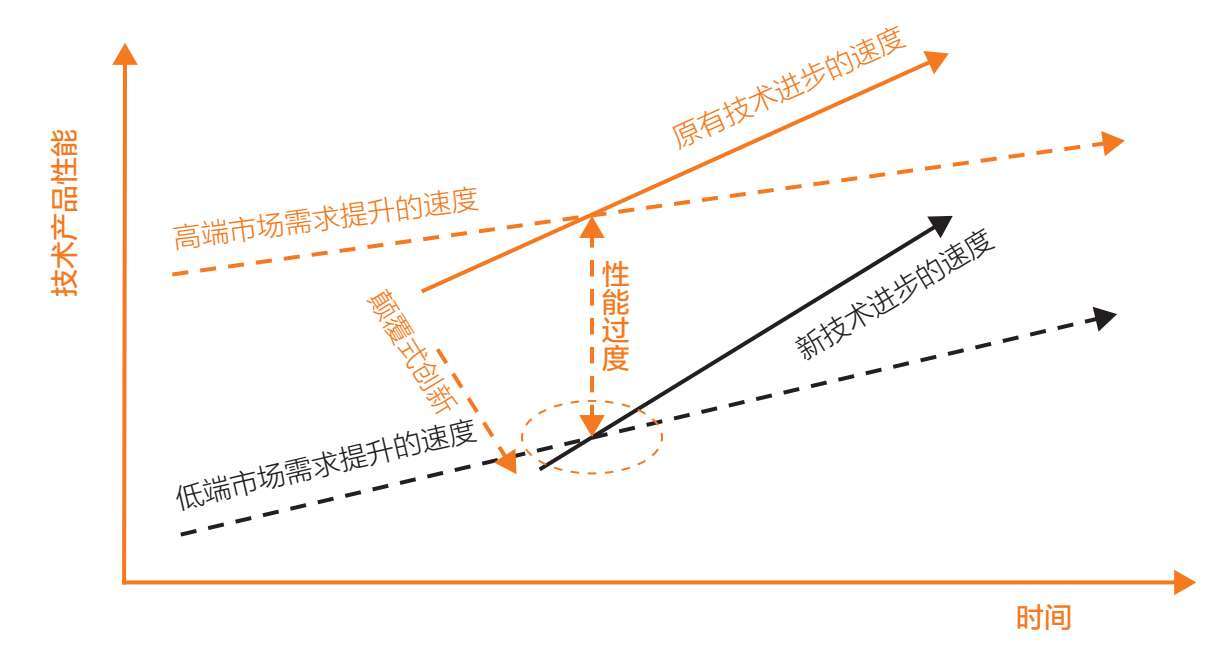 技术产品性能
原有技术进步的速度
高端市场需求提升的速度
性能过度
颠覆式创新
新技术进步的速度
低端市场需求提升的速度
时间